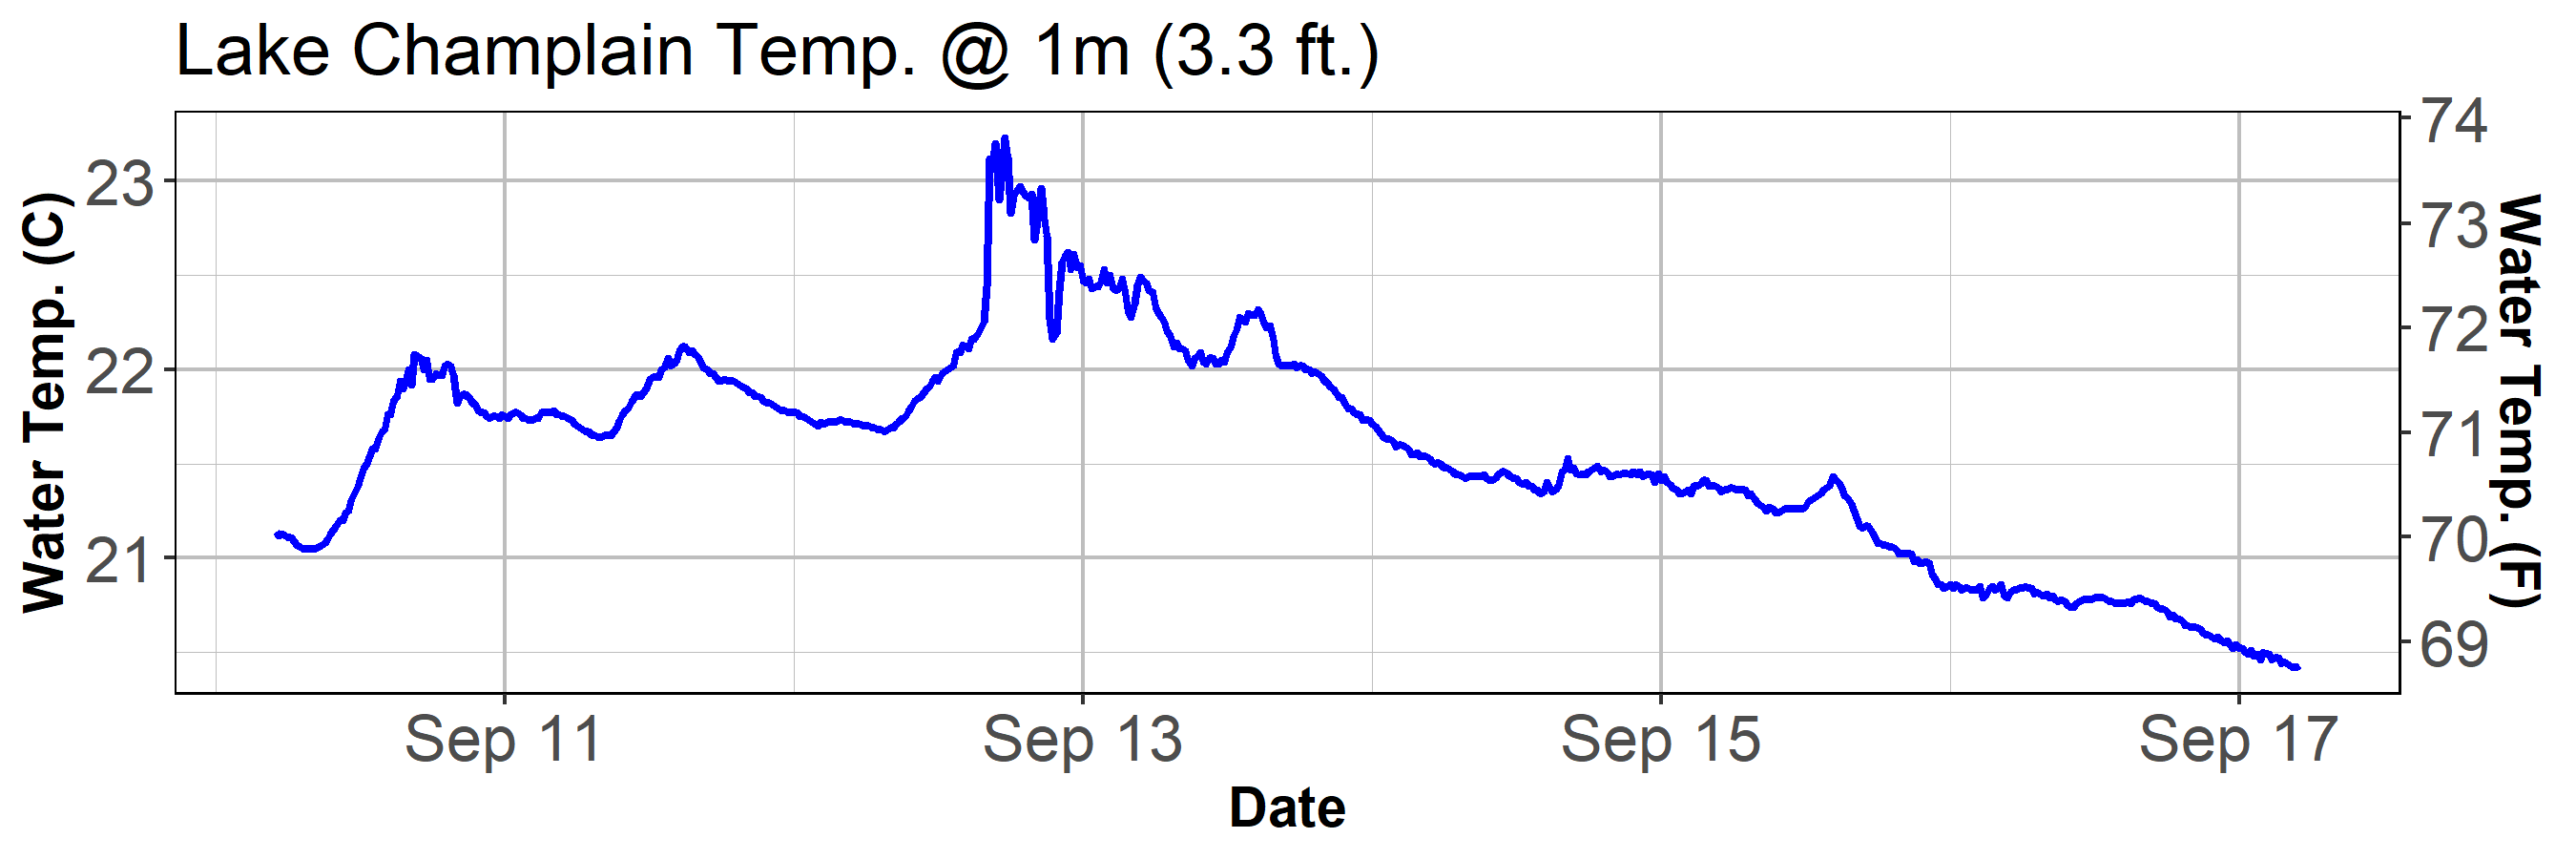 Lake Champlain Temp. @ 1m (3.3 ft.)
Water Temp. (C)
23
22
21
74
73
72
71
70
69
Water Temp. (F)
Sep 11
Sep 13
Sep 15
Sep 17
Date